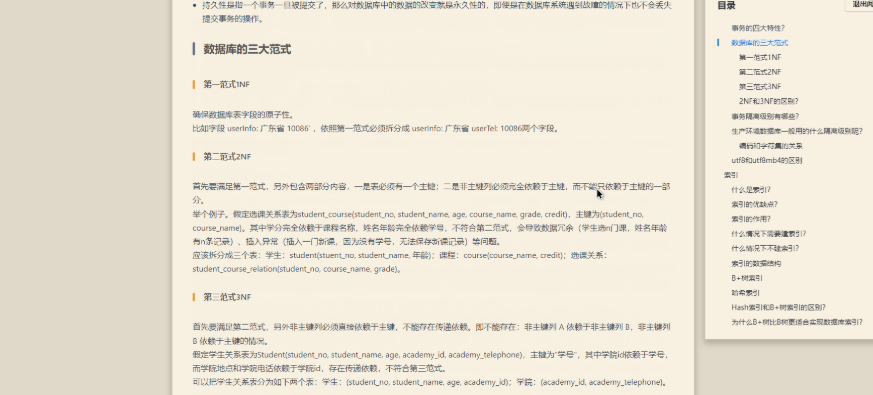 持久性是指一个事务一旦被提交了，那么对数据库中的数据的改变就是永久性的，即便是在数据库系统遇到故障的情况下也不会丢失
提交事务的操作。
数据库的三大范式
第一范式1NF
确保数据库表字段的原子性。
比如字段 userInfo: 广东省 10086' ，依照第一范式必须拆分成 userInfo: 广东省 userTel: 10086两个字段。
第二范式2NF
首先要满足第一范式，另外包含两部分内容，一是表必须有一个主键；二是非主键列必须完全依赖于主键，而不能只依赖于主键的一部
分。
举个例子。假定选课关系表为student_course(student_no, student_name, age, course_name, grade, credit)，主键为(student_no,
course_name)。其中学分完全依赖于课程名称，姓名年龄完全依赖学号，不符合第二范式，会导致数据冗余（学生选n门课，姓名年龄
有n条记录）、插入异常（插入一门新课，因为没有学号，无法保存新课记录）等问题。
应该拆分成三个表：学生：student(stuent_no, student_name, 年龄)；课程：course(course_name, credit)；选课关系：
student_course_relation(student_no, course_name, grade)。
第三范式3NF
首先要满足第二范式，另外非主键列必须直接依赖于主键，不能存在传递依赖。即不能存在：非主键列 A 依赖于非主键列 B，非主键列
B 依赖于主键的情况。
假定学生关系表为Student(student_no, student_name, age, academy_id, academy_telephone)，主键为"学号"，其中学院id依赖于学号，
而学院地点和学院电话依赖于学院id，存在传递依赖，不符合第三范式。
可以把学生关系表分为如下两个表：学生：(student_no, student_name, age, academy_id)；学院：(academy_id, academy_telephone)。
目录
退出阅
事务的四大特性？
数据库的三大范式
第一范式1NF
第二范式2NF
第三范式3NF
2NF和3NF的区别？
事务隔离级别有哪些？
生产环境数据库一般用的什么隔离级别呢？
编码和字符集的关系
utf8和utf8mb4的区别
索引
什么是索引？
索引的优缺点？
索引的作用？
什么情况下需要建索引？
什么情况下不建索引？
索引的数据结构
B+树索引
哈希索引
Hash索引和B+树索引的区别？
为什么B+树比B树更适合实现数据库索引？